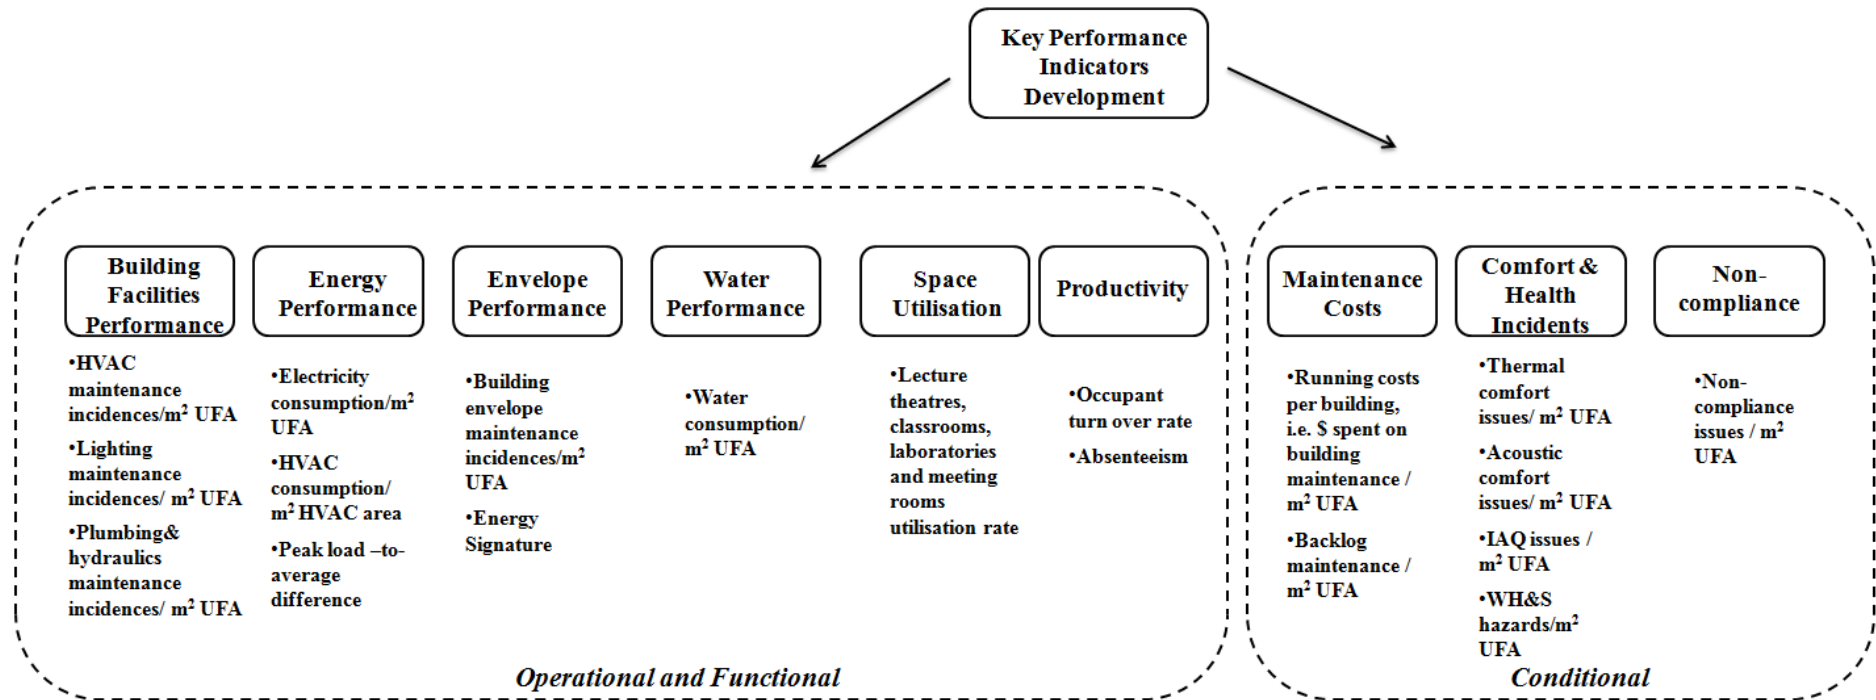 Key Performance
Indicators
Development
Building
Facilities
Performance
•HVAC
maintenance
incidences/m² UFA
•Lighting
maintenance
incidences/ m² UFA
•Plumbing&
hydraulics
maintenance
incidences/ m² UFA
Energy
Performance
•Electricity
consumption/m²
UFA
•HVAC
consumption/
m² HVAC area
•Peak load –to-
average
difference
Envelope
Performance
•Building
envelope
maintenance
incidences/m²
UFA
•Energy
Signature
Water
Performance
•Water
consumption/
m² UFA
Space
Utilisation
•Lecture
theatres,
classrooms,
laboratories
and meeting
rooms
utilisation rate
Productivity
•Occupant
turn over rate
•Absenteeism
Operational and Functional
Maintenance
Costs
•Running costs
per building,
i.e. $ spent on
building
maintenance /
m² UFA
•Backlog
maintenance /
m² UFA
Comfort &
Health
Incidents
•Thermal
comfort
issues/ m² UFA
•Acoustic
comfort
issues/ m² UFA
•IAQ issues /
m² UFA
•WH&S
hazards/m²
UFA
Non-
compliance
•Non-
compliance
issues / m²
UFA
Conditional